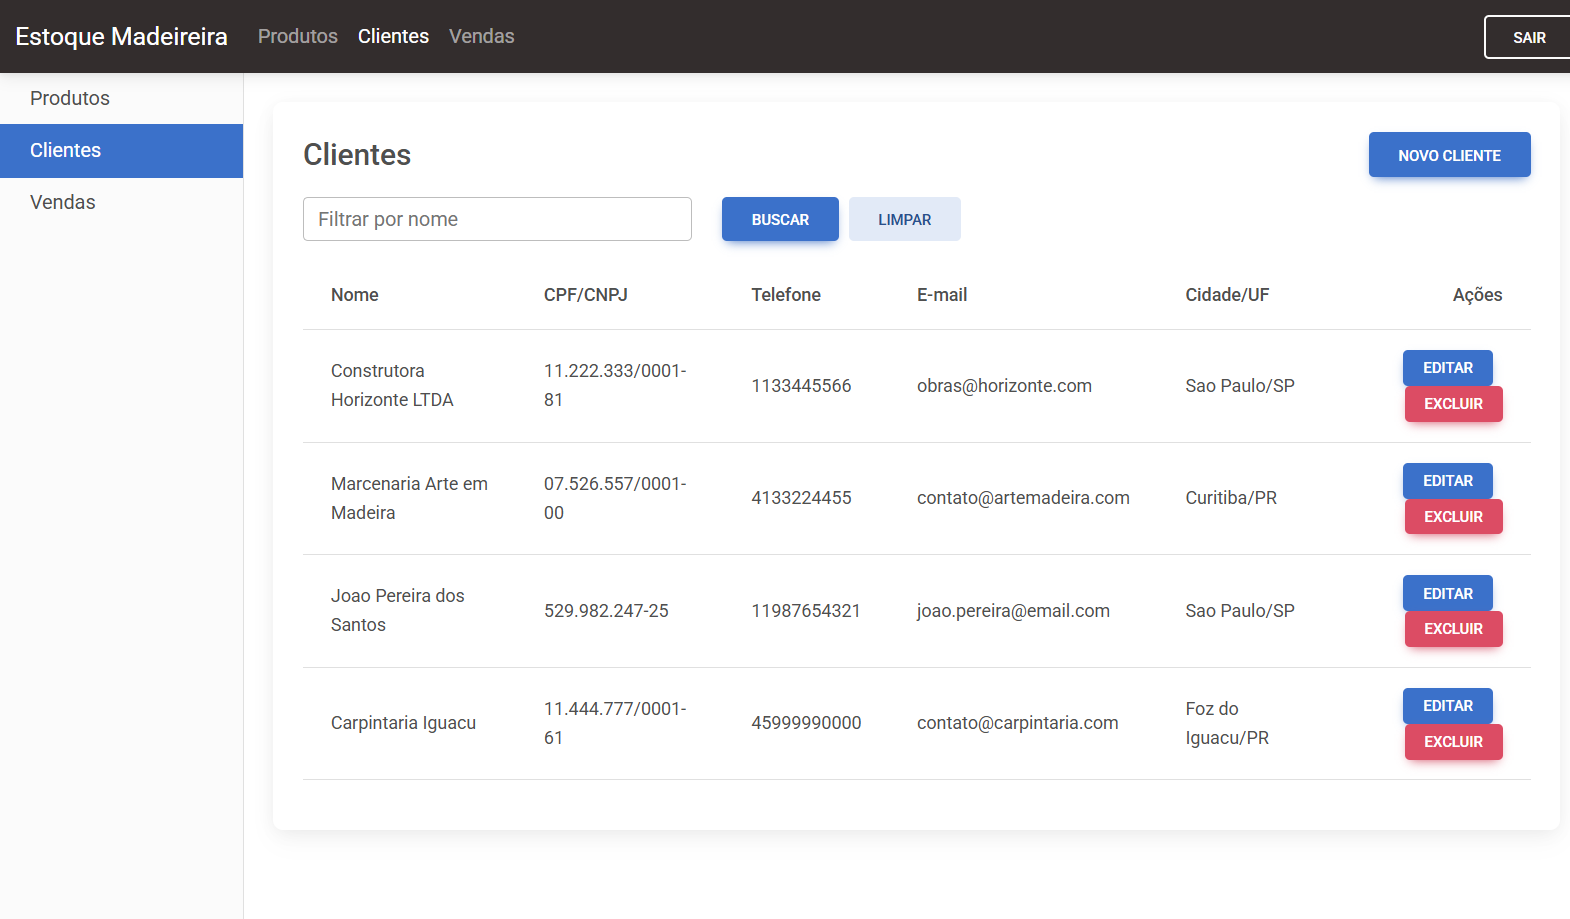 Estoque Madeireira Produtos Clientes Vendas SAIR
Produtos
Clientes
Vendas
Clientes NOVO CLIENTE
Filtrar por nome BUSCAR LIMPAR
Nome CPF/CNPJ Telefone E-mail Cidade/UF Ações
Construtora
Horizonte LTDA
11.222.333/0001-
81
1133445566
obras@horizonte.com
Sao Paulo/SP
EDITAR
EXCLUIR
Marcenaria Arte em
Madeira
07.526.557/0001-
00
4133224455
contato@artemadeira.com
Curitiba/PR
EDITAR
EXCLUIR
Joao Pereira dos
Santos
529.982.247-25
11987654321
joao.pereira@email.com
Sao Paulo/SP
EDITAR
EXCLUIR
Carpintaria Iguacu
11.444.777/0001-
61
45999990000
contato@carpintaria.com
Foz do
Iguacu/PR
EDITAR
EXCLUIR